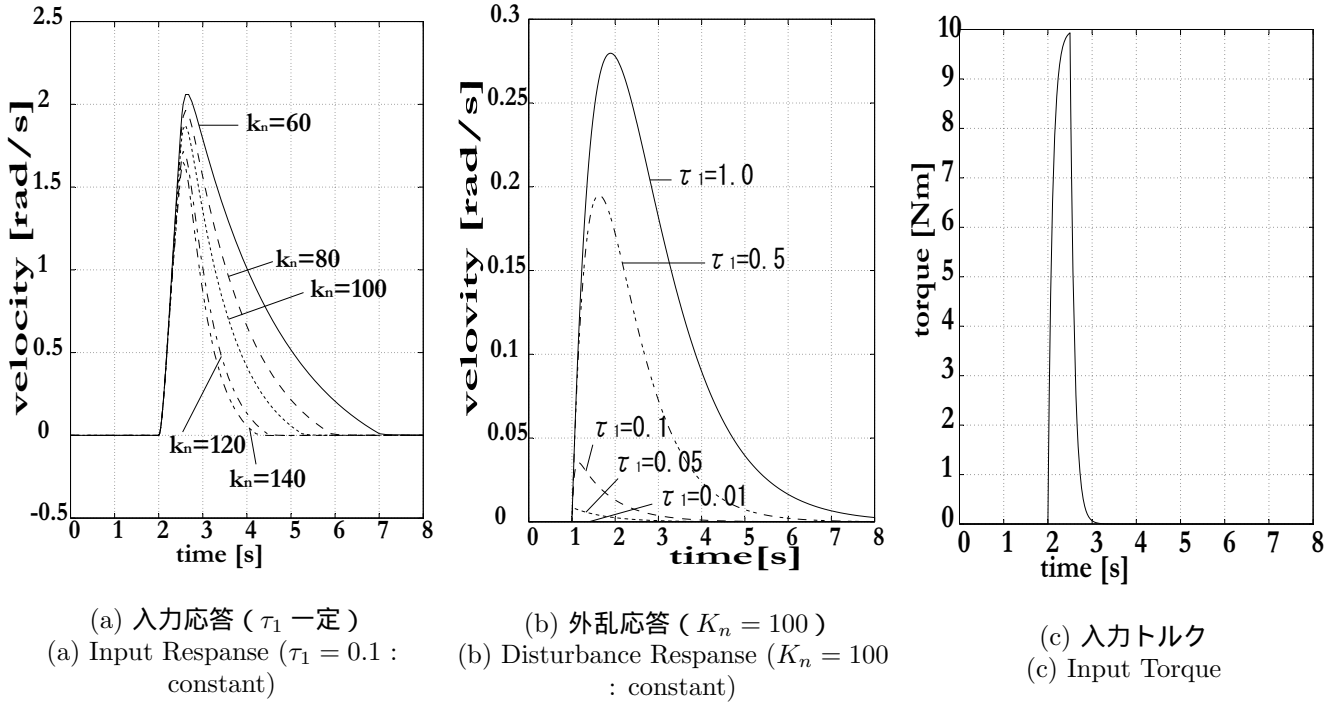 2.5
2
1.5
1
0.5
0
-0.5
velocity [rad/s]
kn=60
kn=80
kn=100
kn=120
kn=140
0 1 2 3 4 5 6 7 8
time [s]
0.3
0.25
0.2
0.15
0.1
0.05
0
velovity [rad/s]
τ1=1.0
τ1=0.5
τ1=0.1
τ1=0.05
τ1=0.01
0 1 2 3 4 5 6 7 8
time[s]
10
9
8
7
6
5
4
3
2
1
0
torque [Nm]
0 1 2 3 4 5 6 7 8
time [s]
(a) 入力応答 ( τ1 一定 )
(a) Input Respanse (τ1 = 0.1 :
constant)
(b) 外乱応答 ( Kn = 100 )
(b) Disturbance Respanse (Kn = 100
: constant)
(c) 入力トルク
(c) Input Torque